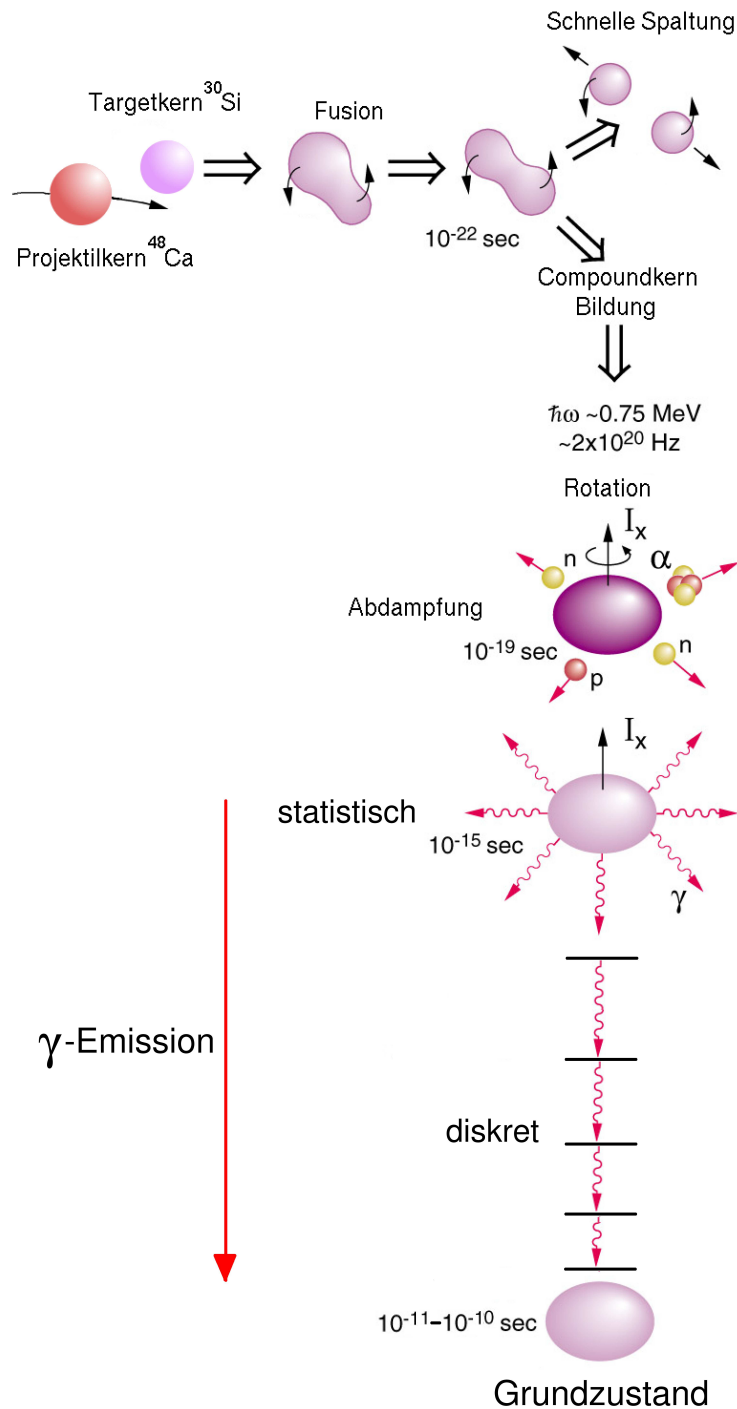 Schnelle Spaltung
Targetkern ³⁰Si
Fusion
Projektilkern ⁴⁸Ca
10⁻²² sec
Compoundkern
Bildung
ℏω ~0.75 MeV
~2x10²⁰ Hz
Rotation
Iₓ
n
α
Abdampfung
10⁻¹⁹ sec
n
p
Iₓ
statistisch
10⁻¹⁵ sec
γ
γ-Emission
diskret
10⁻¹¹–10⁻¹⁰ sec
Grundzustand